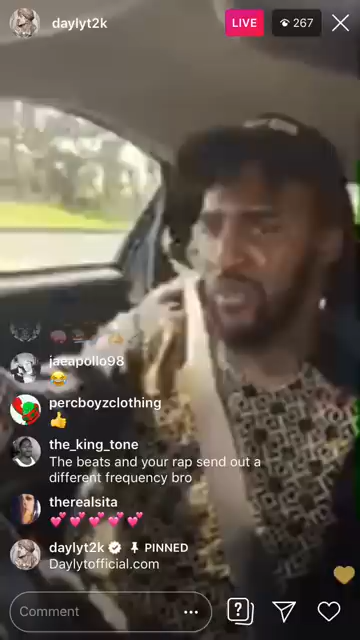 daylyt2k
LIVE
267
jaeapollo98
😂
percboyzclothing
👍
the_king_tone
The beats and your rap send out a
different frequency bro
therealsita
💕💕💕💕💕
daylyt2k PINNED
Daylytofficial.com
Comment